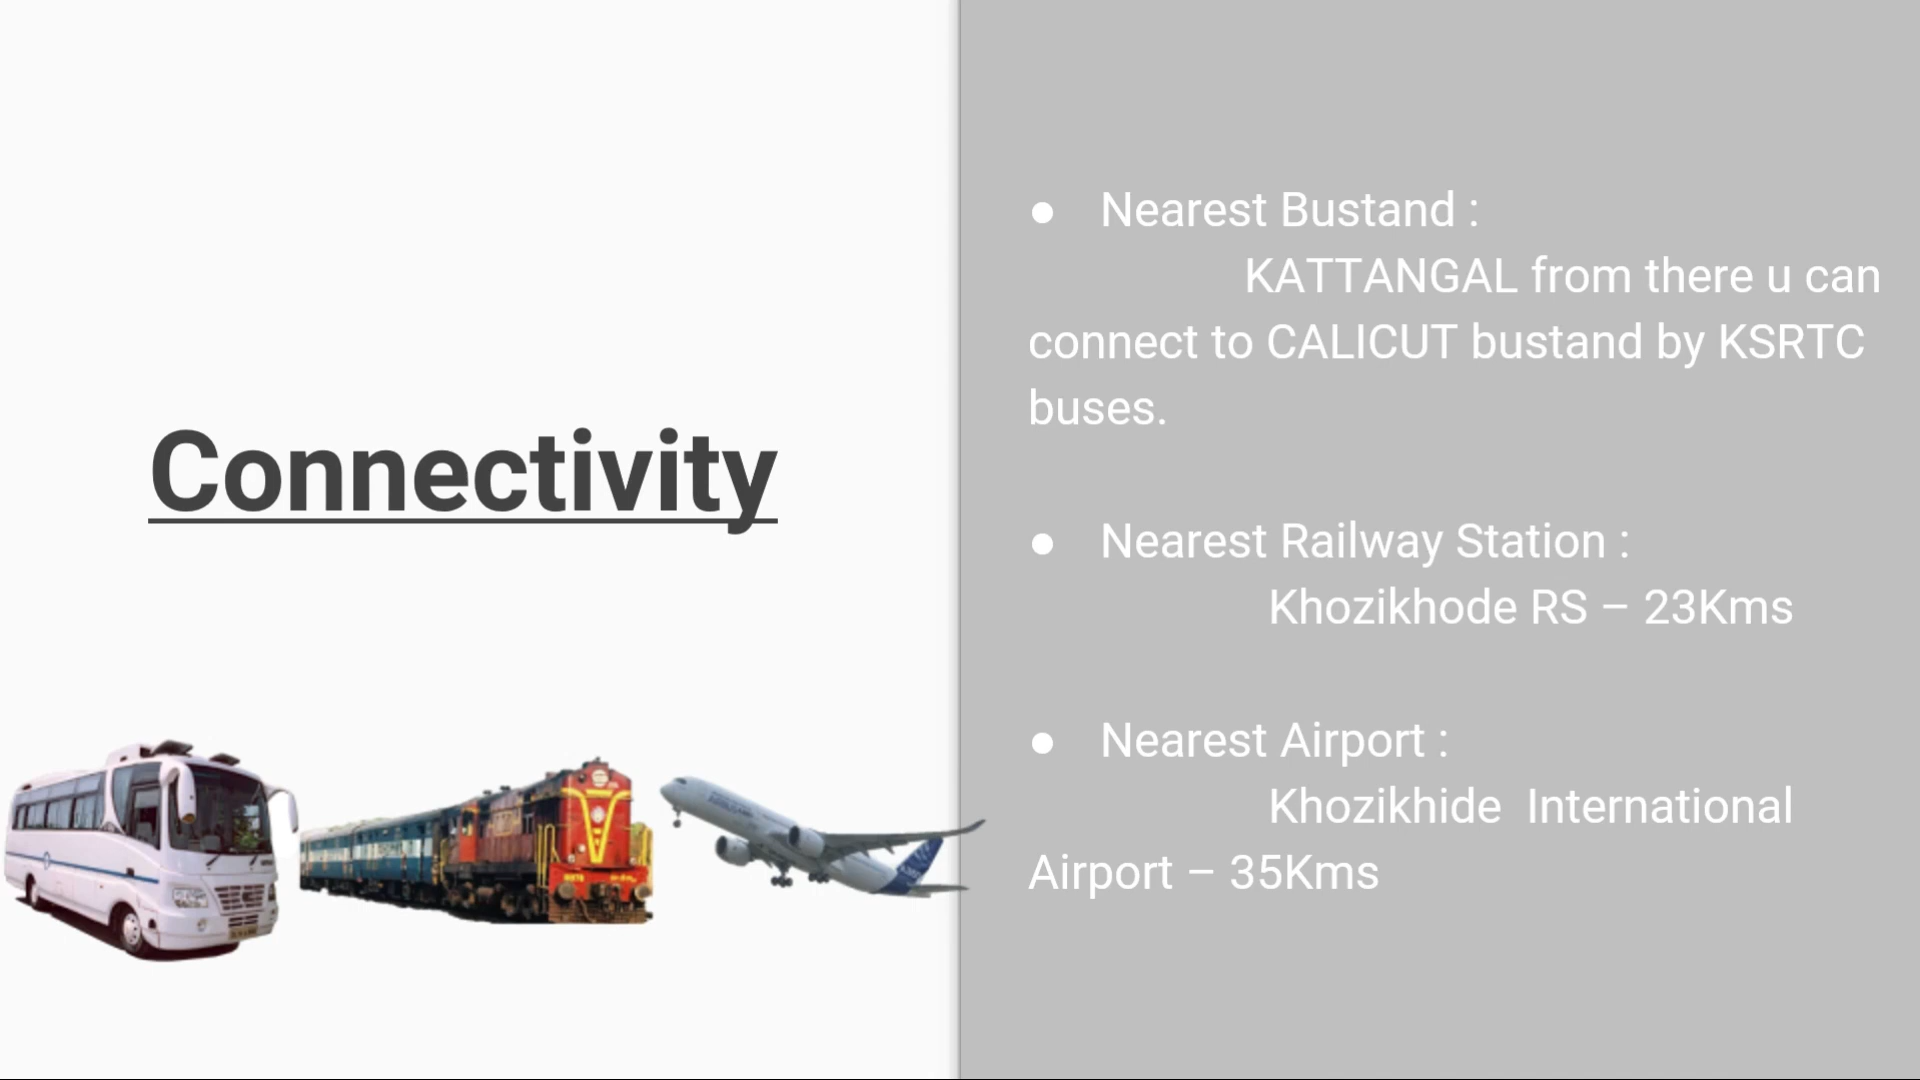 Connectivity
● Nearest Bustand :
KATTANGAL from there u can
connect to CALICUT bustand by KSRTC
buses.
● Nearest Railway Station :
Khozikhode RS – 23Kms
● Nearest Airport :
Khozikhide  International
Airport – 35Kms